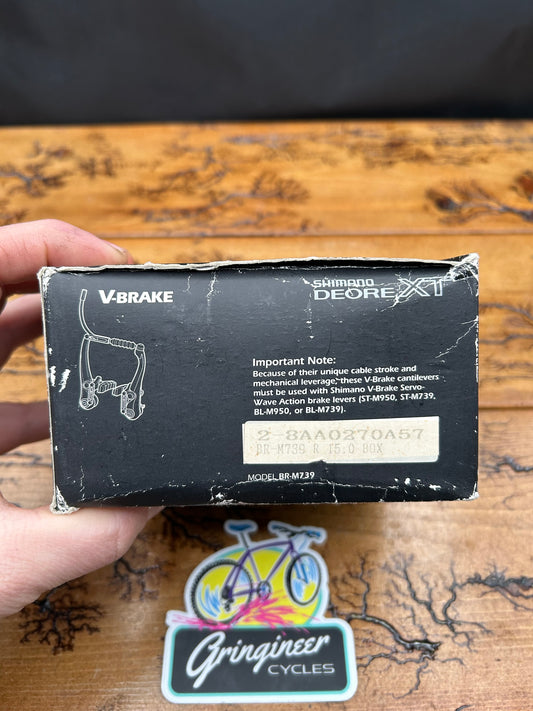 V-BRAKE
SHIMANO
DEORE XT
Important Note:
Because of their unique cable stroke and
mechanical leverage, these V-Brake cantilevers
must be used with Shimano V-Brake Servo-
Wave Action brake levers (ST-M950, ST-M739,
BL-M950, or BL-M739).
2-8AA0270A57
BR-M739 R T5.0 BOX
MODEL BR-M739
Gringineer
CYCLES